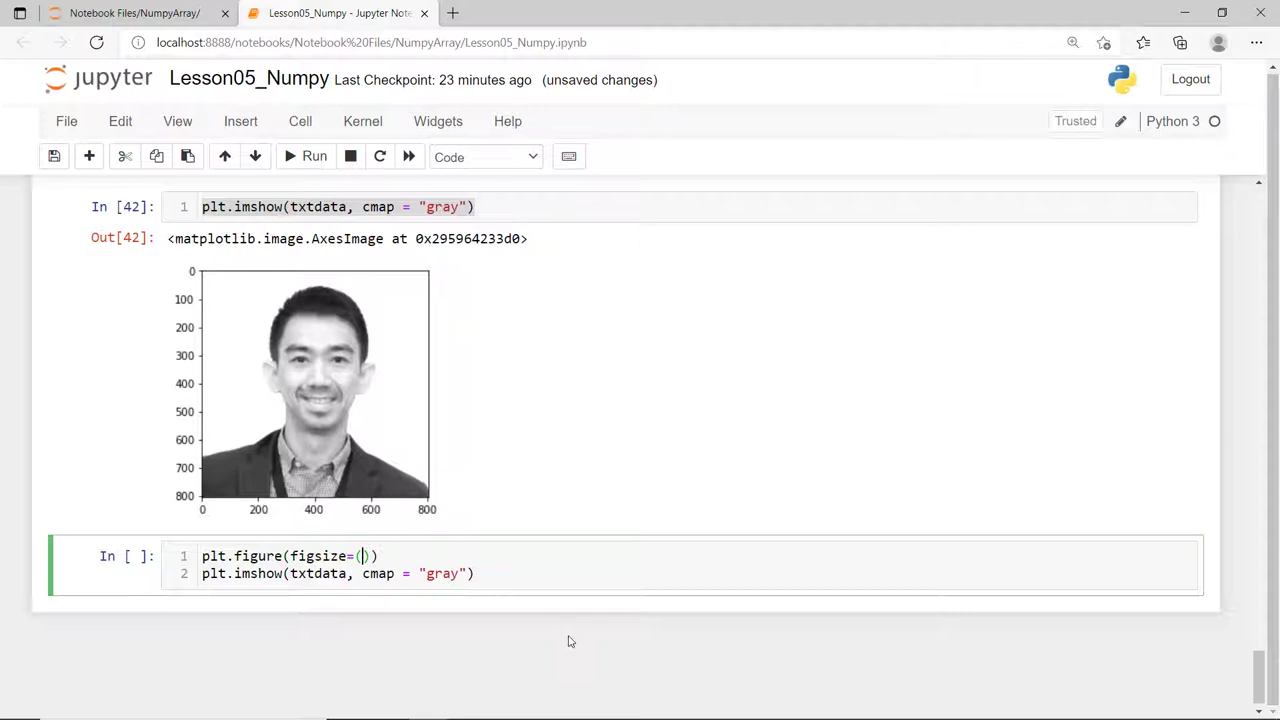 Notebook Files/NumpyArray/
Lesson05_Numpy - Jupyter Note
localhost:8888/notebooks/Notebook%20Files/NumpyArray/Lesson05_Numpy.ipynb
jupyter Lesson05_Numpy Last Checkpoint: 23 minutes ago (unsaved changes)
Logout
File Edit View Insert Cell Kernel Widgets Help
Trusted
Python 3
Run
Code
In [42]: 1 plt.imshow(txtdata, cmap = "gray")
Out[42]: <matplotlib.image.AxesImage at 0x295964233d0>
0
100
200
300
400
500
600
700
800
0 200 400 600 800
In [ ]: 1 plt.figure(figsize=())
2 plt.imshow(txtdata, cmap = "gray")